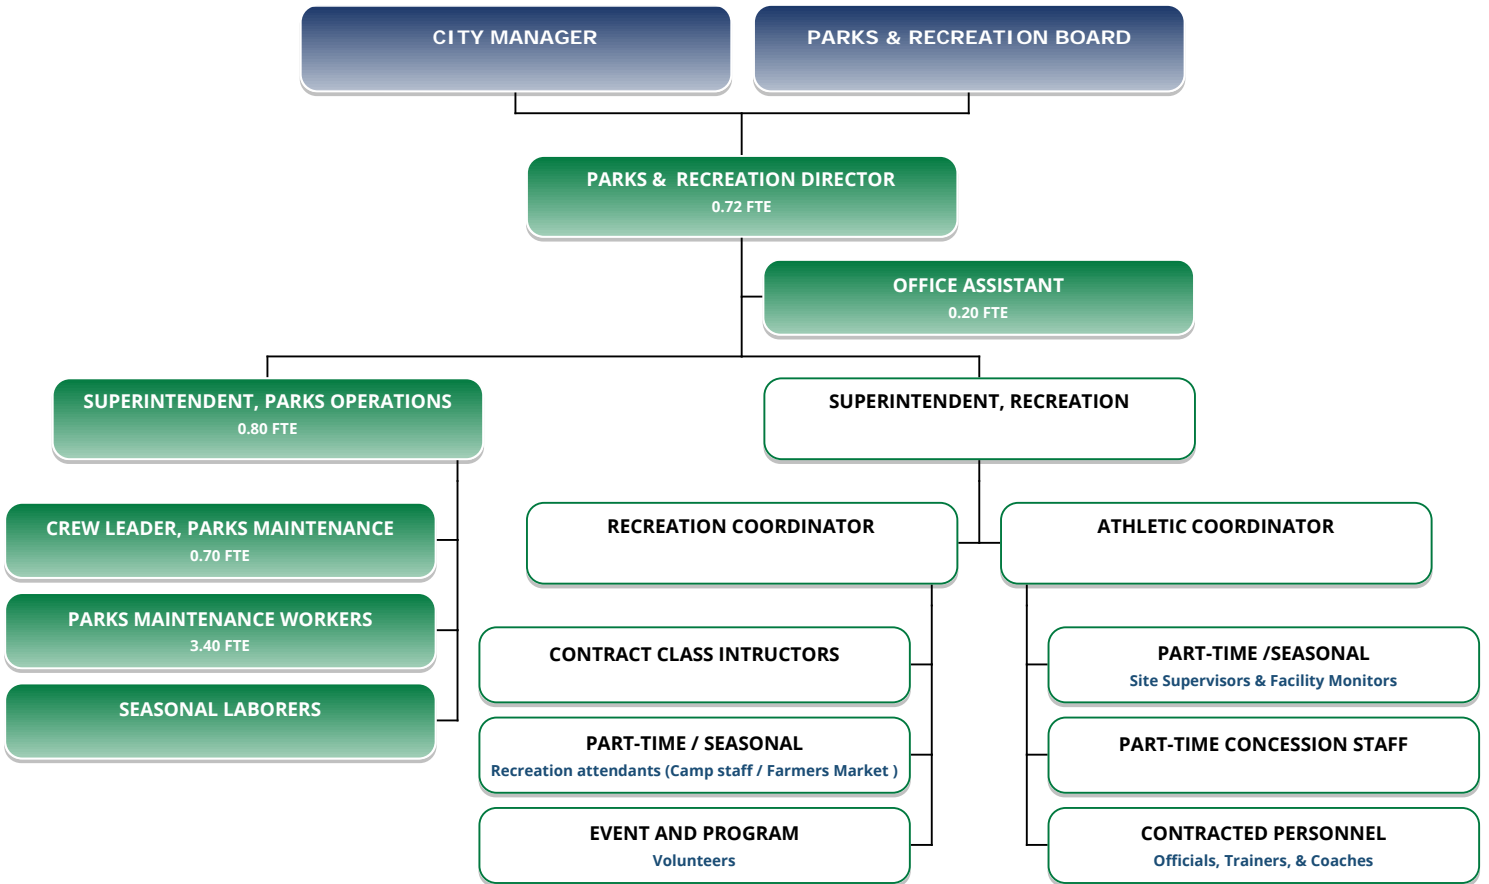 CITY MANAGER
PARKS & RECREATION BOARD
PARKS & RECREATION DIRECTOR
0.72 FTE
OFFICE ASSISTANT
0.20 FTE
SUPERINTENDENT, PARKS OPERATIONS
0.80 FTE
SUPERINTENDENT, RECREATION
CREW LEADER, PARKS MAINTENANCE
0.70 FTE
PARKS MAINTENANCE WORKERS
3.40 FTE
SEASONAL LABORERS
RECREATION COORDINATOR
ATHLETIC COORDINATOR
CONTRACT CLASS INTRUCTORS
PART-TIME / SEASONAL
Recreation attendants (Camp staff / Farmers Market )
EVENT AND PROGRAM
Volunteers
PART-TIME /SEASONAL
Site Supervisors & Facility Monitors
PART-TIME CONCESSION STAFF
CONTRACTED PERSONNEL
Officials, Trainers, & Coaches